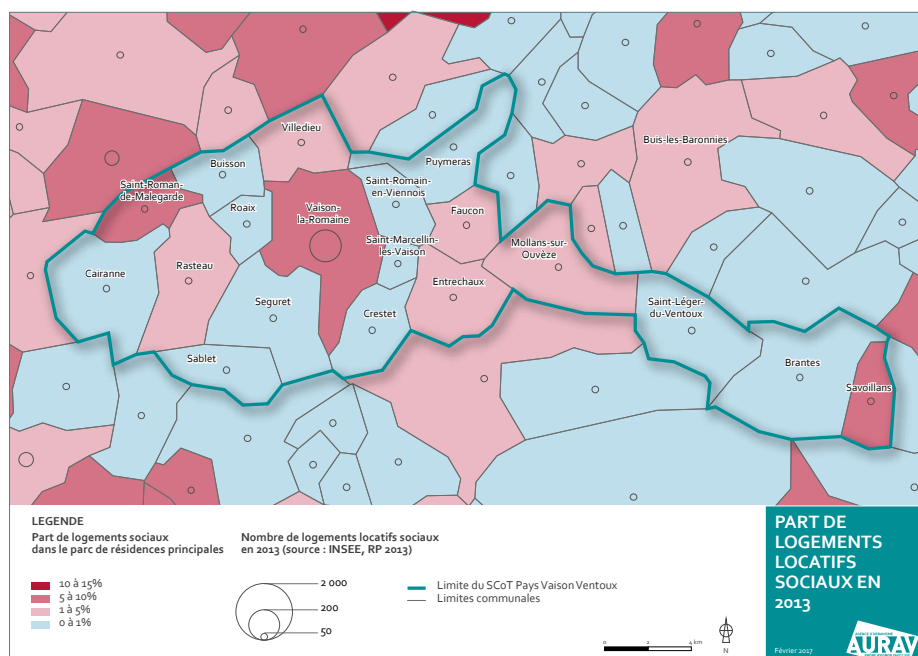 Villedieu
Buis-les-Baronnies
Buisson
Puymeras
Saint-Roman-
de-Malegarde
Saint-Romain-
en-Viennois
Roaix
Vaison-
la-Romaine
Faucon
Saint-Marcellin-
lès-Vaison
Mollans-sur-
Ouvèze
Cairanne
Rasteau
Entrechaux
Seguret
Crestet
Saint-Léger-
du-Ventoux
Sablet
Brantes
Savoillans
LEGENDE
Part de logements sociaux
dans le parc de résidences principales
10 à 15%
5 à 10%
1 à 5%
0 à 1%
Nombre de logements locatifs sociaux
en 2013 (source : INSEE, RP 2013)
2 000
200
50
Limite du SCoT Pays Vaison Ventoux
Limites communales
0 2 4 km
N
PART DE
LOGEMENTS
LOCATIFS
SOCIAUX EN
2013
Février 2017
AGENCE D'URBANISME
AURAV